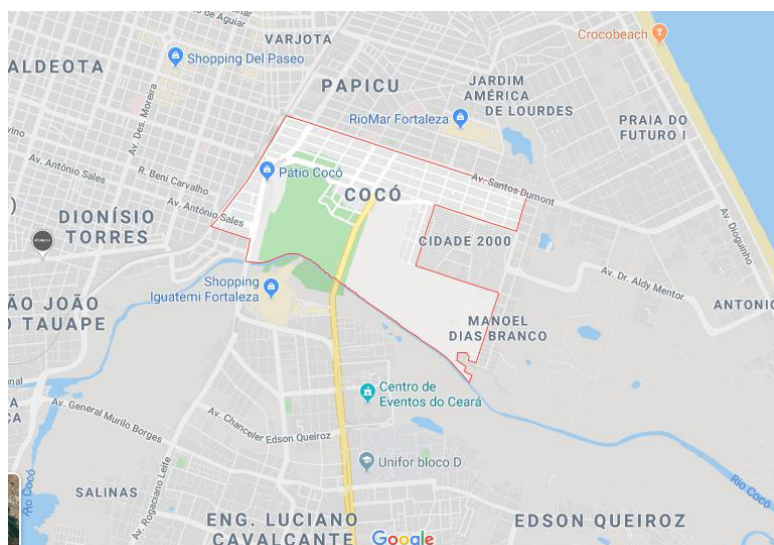 de Aguiar
VARJOTA
Crocobeach
Shopping Del Paseo
ALDEOTA
PAPICU
JARDIM
AMÉRICA
DE LOURDES
Av. Des. Moreira
RioMar Fortaleza
PRAIA DO
FUTURO I
Av. Antônio Sales
R. Beni Carvalho
Pátio Cocó
COCÓ
Av. Santos Dumont
DIONÍSIO
TORRES
Av. Antônio Sales
CIDADE 2000
Av. Dioguinho
Shopping
Iguatemi Fortaleza
Av. Dr. Aldy Mentor
ÃO JOÃO
O TAUAPE
ANTONIO
MANOEL
DIAS BRANCO
Centro de
Eventos do Ceará
Av. General Murilo Borges
Av. Chanceler Edson Queiroz
Unifor bloco D
Av. Rogaciano Leite
Rio Cocó
Rio Cocó
SALINAS
ENG. LUCIANO
CAVALCANTE
EDSON QUEIROZ
Google